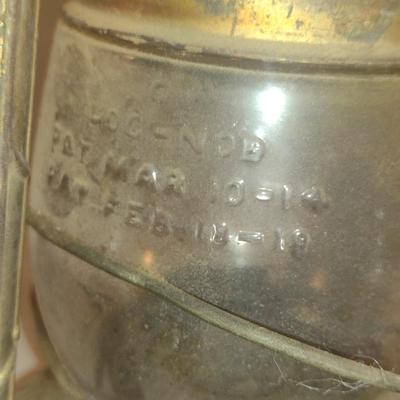 LOC-NOB
PAT. MAR. 10-14
PAT. FEB. 18-19